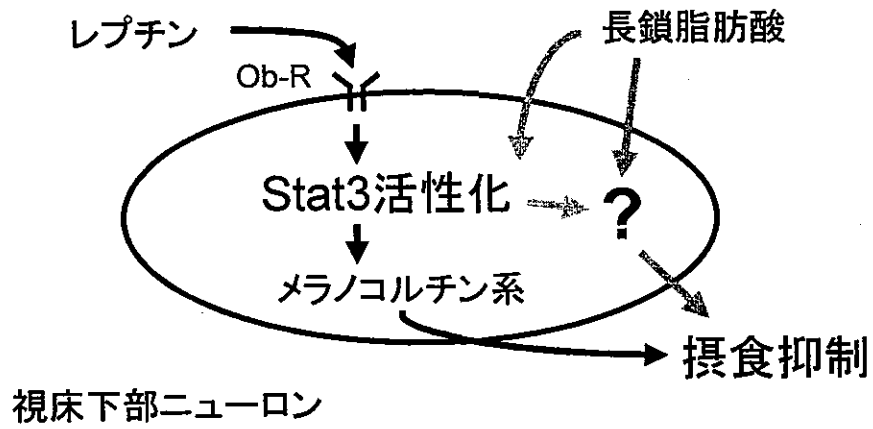 レプチン
長鎖脂肪酸
Ob-R
Stat3活性化
?
メラノコルチン系
摂食抑制
視床下部ニューロン